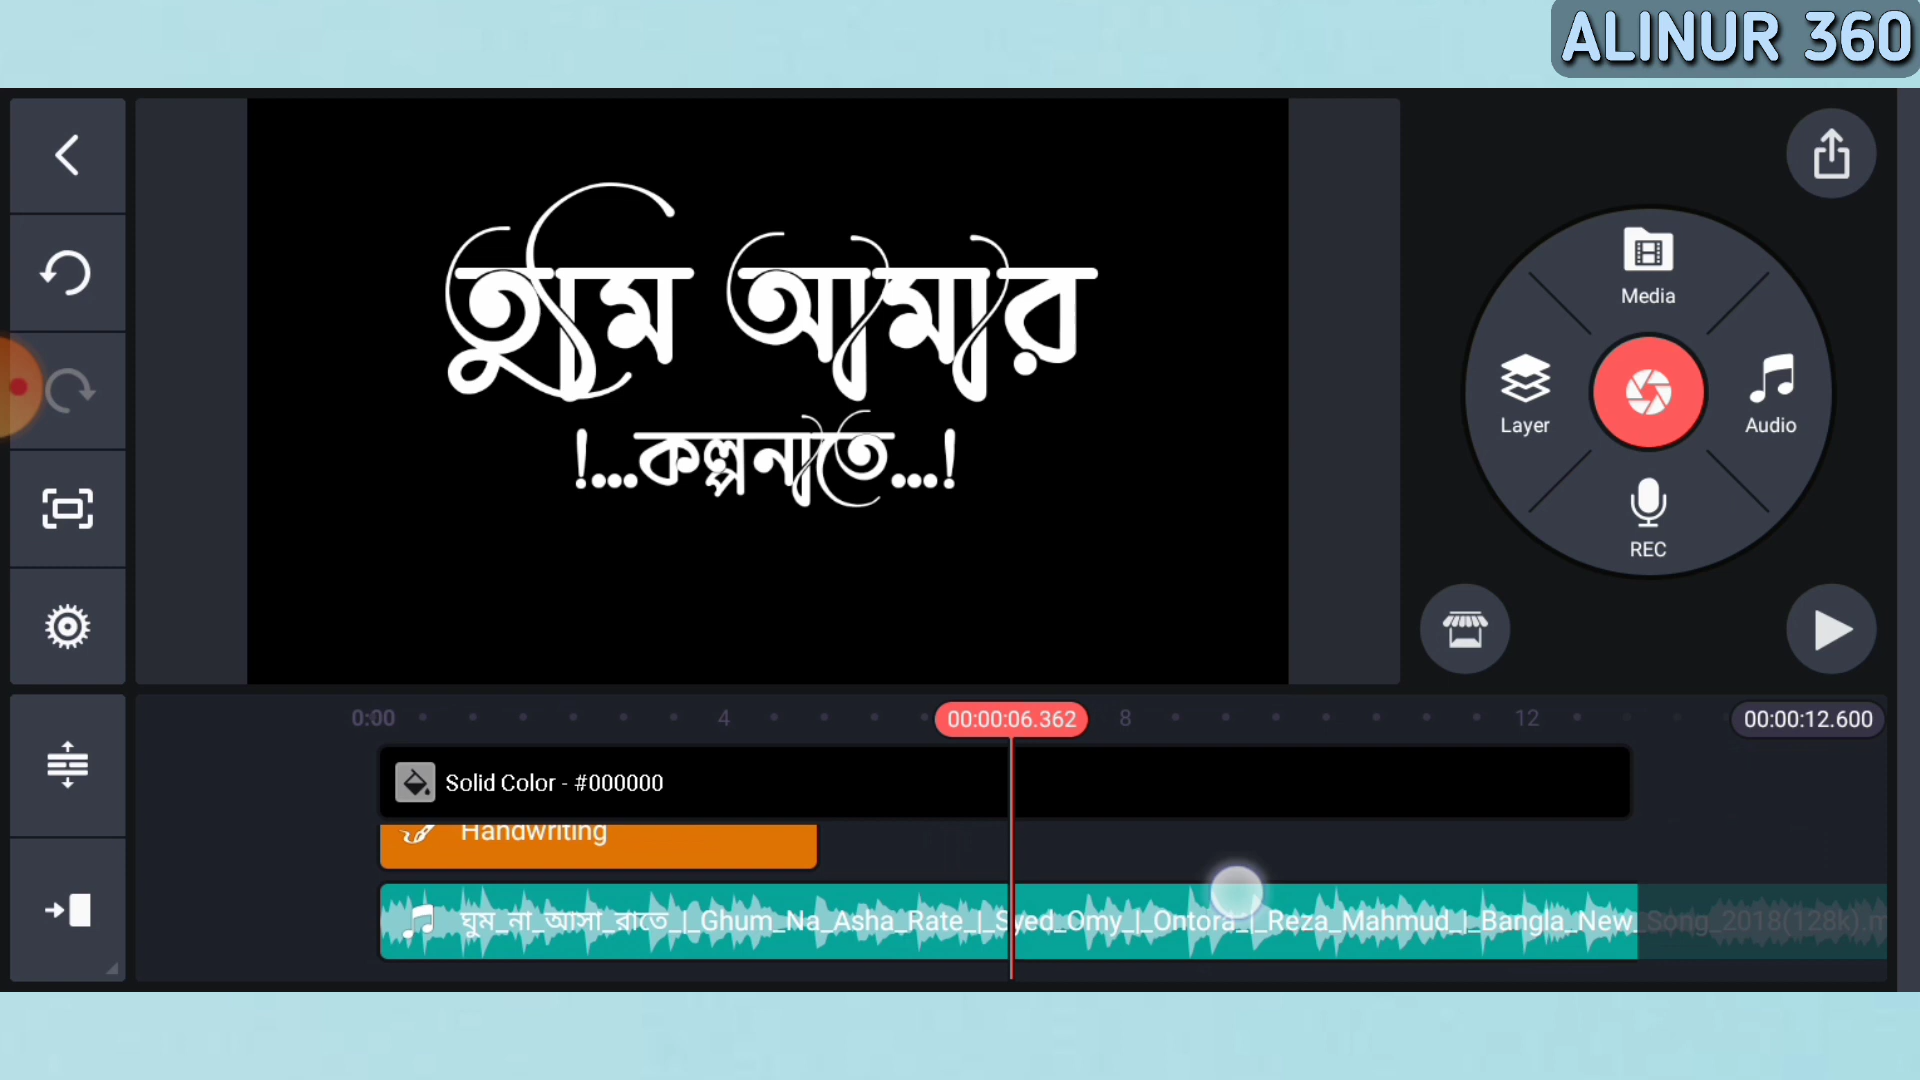 ALINUR 360
তুমি আমার
!...কল্পনাতে...!
Media
Layer
Audio
REC
0:00
4
00:00:06.362
8
12
00:00:12.600
Solid Color - #000000
Handwriting
ঘুম_না_আসা_রাতে_|_Ghum_Na_Asha_Rate_|_Syed_Omy_|_Ontora_|_Reza_Mahmud_|_Bangla_New_Song_2018(128k).m